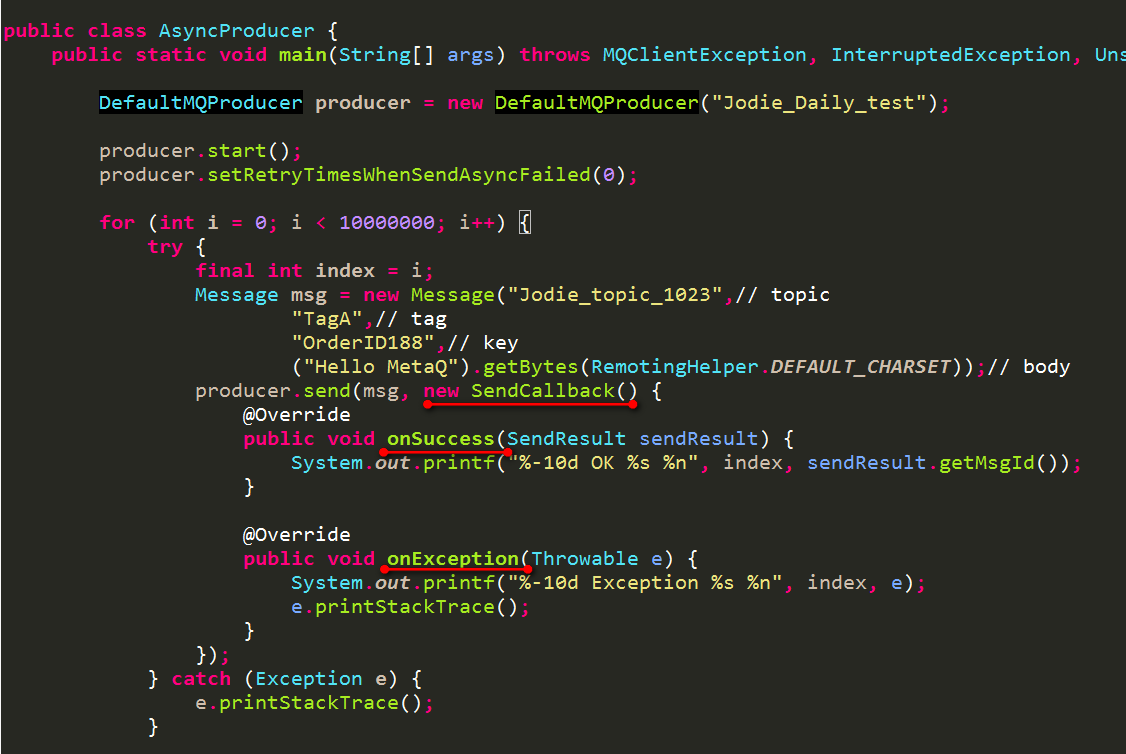 public class AsyncProducer {
    public static void main(String[] args) throws MQClientException, InterruptedException, Uns

        DefaultMQProducer producer = new DefaultMQProducer("Jodie_Daily_test");

        producer.start();
        producer.setRetryTimesWhenSendAsyncFailed(0);

        for (int i = 0; i < 10000000; i++) {
            try {
                final int index = i;
                Message msg = new Message("Jodie_topic_1023",// topic
                        "TagA",// tag
                        "OrderID188",// key
                        ("Hello MetaQ").getBytes(RemotingHelper.DEFAULT_CHARSET));// body
                producer.send(msg, new SendCallback() {
                    @Override
                    public void onSuccess(SendResult sendResult) {
                        System.out.printf("%-10d OK %s %n", index, sendResult.getMsgId());
                    }

                    @Override
                    public void onException(Throwable e) {
                        System.out.printf("%-10d Exception %s %n", index, e);
                        e.printStackTrace();
                    }
                });
            } catch (Exception e) {
                e.printStackTrace();
            }